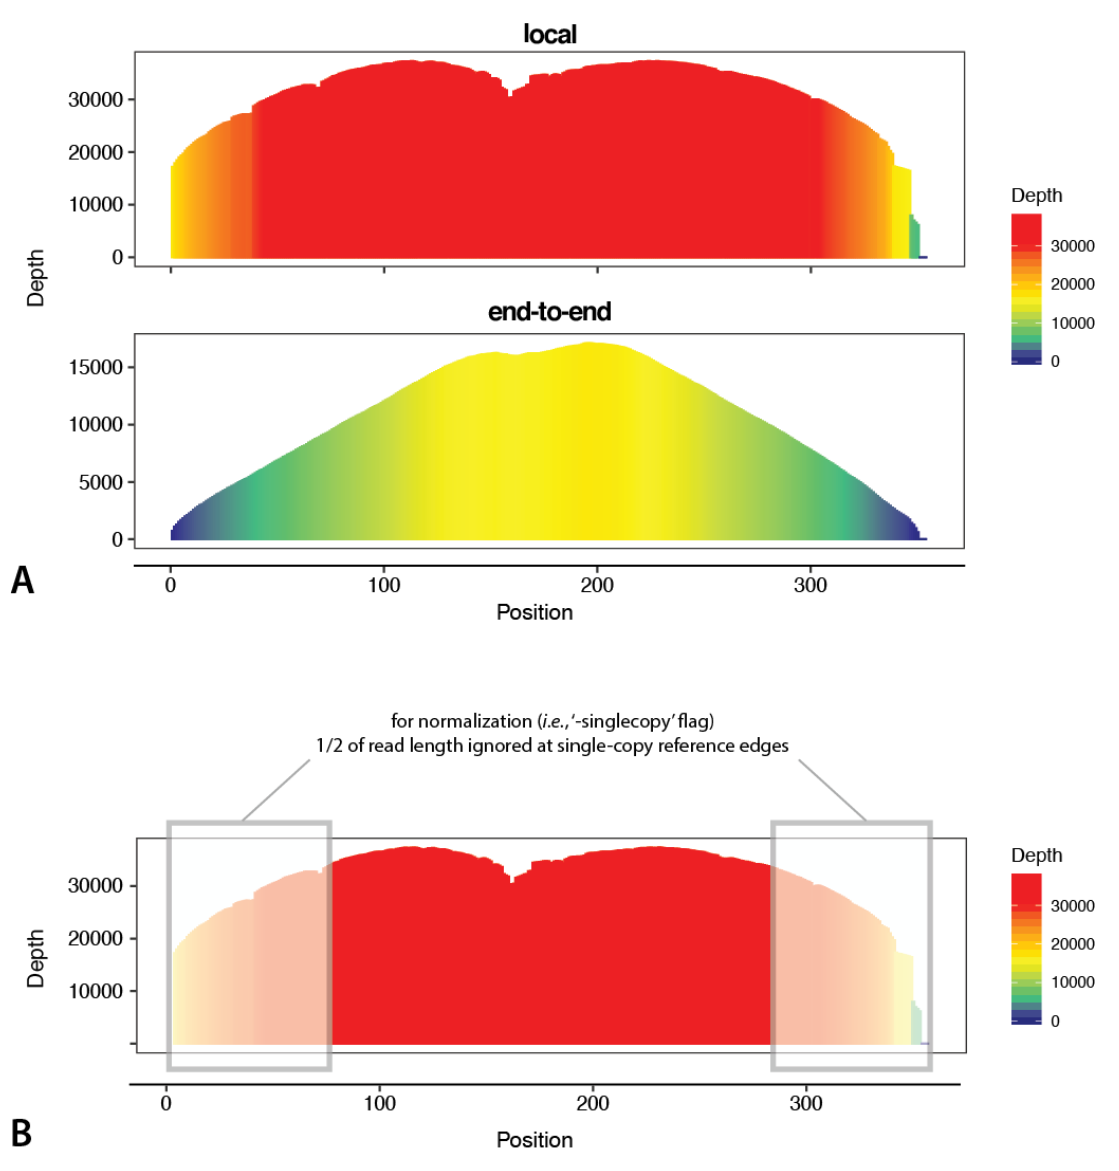 local
30000
20000
10000
0
Depth
end-to-end
15000
10000
5000
0
Depth
30000
20000
10000
0
A
0 100 200 300
Position
for normalization (i.e., ‘-singlecopy’ flag)
1/2 of read length ignored at single-copy reference edges
30000
20000
10000
Depth
Depth
30000
20000
10000
0
0 100 200 300
B
Position